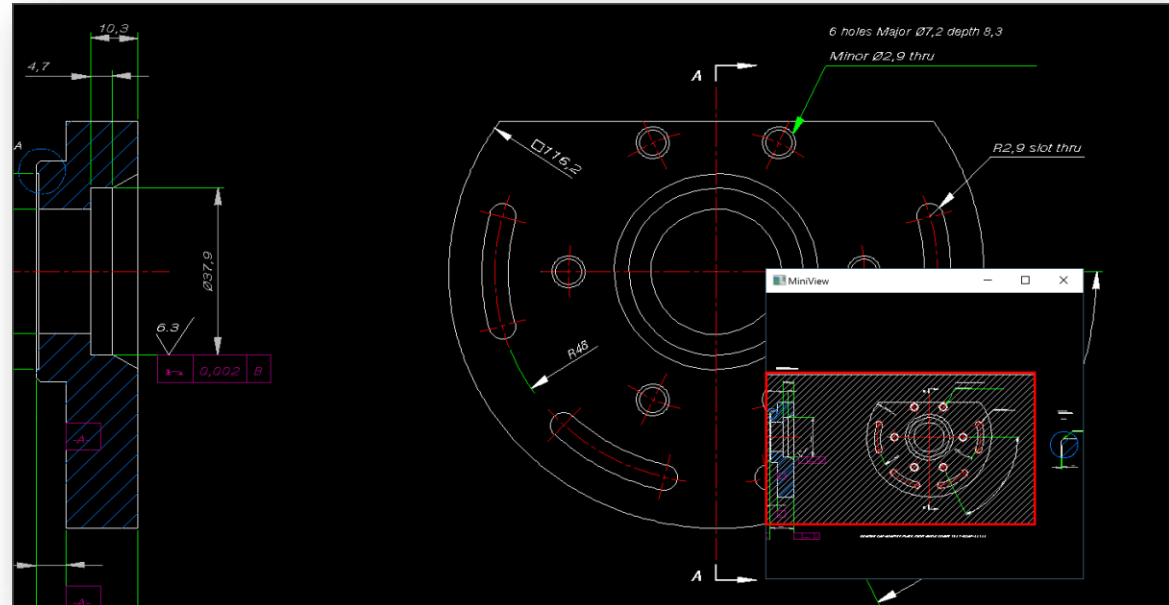 10,3
4,7
A
Ø37,9
6.3
0,002 B
-A-
-A-
6 holes Major Ø7,2 depth 8,3
Minor Ø2,9 thru
A
□116,2
R2,9 slot thru
R48
A
MiniView